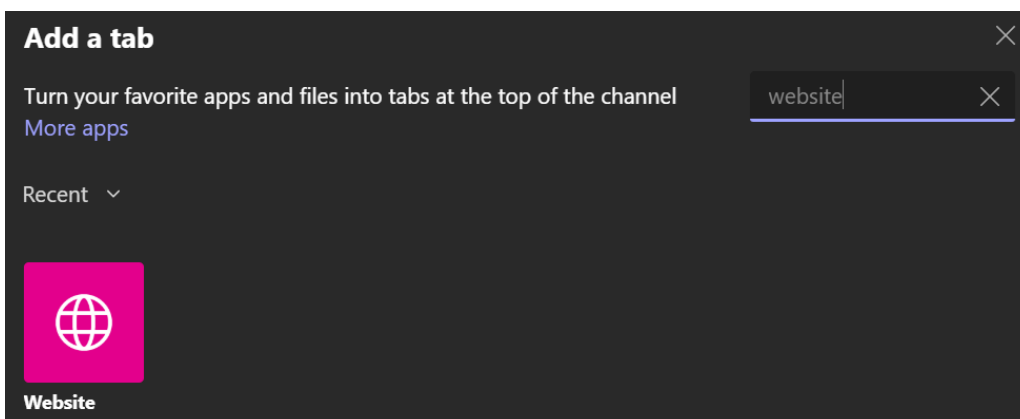 Add a tab
Turn your favorite apps and files into tabs at the top of the channel
website
More apps
Recent
Website